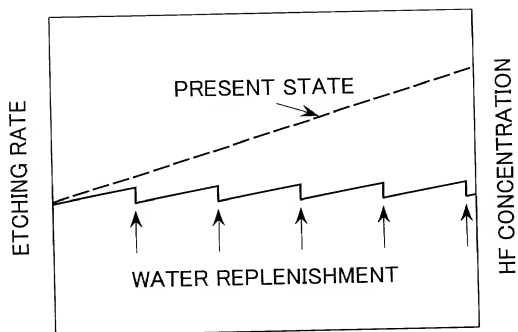 PRESENT STATE
ETCHING RATE
HF CONCENTRATION
WATER REPLENISHMENT